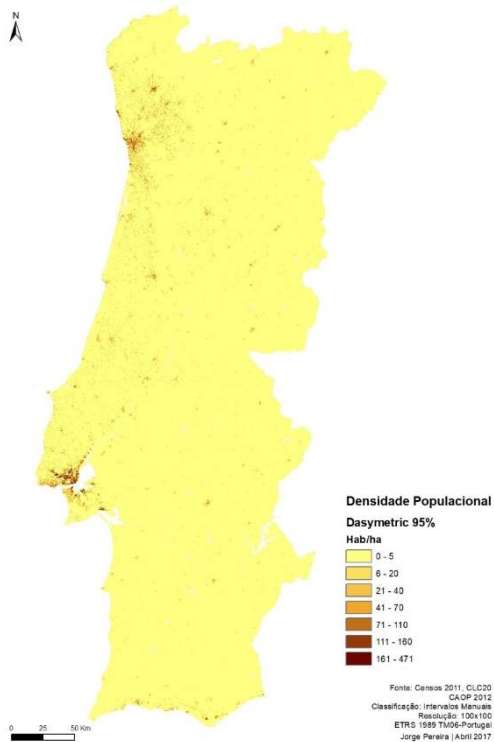 N
Densidade Populacional
Dasymetric 95%
Hab/ha
0 - 5
6 - 20
21 - 40
41 - 70
71 - 110
111 - 160
161 - 471
Fonte: Censos 2011, CLC20
CAOP 2012
Classificação: Intervalos Manuais
Resolução: 100x100
ETRS 1989 TM06-Portugal
Jorge Pereira | Abril 2017
0 25 50 Km